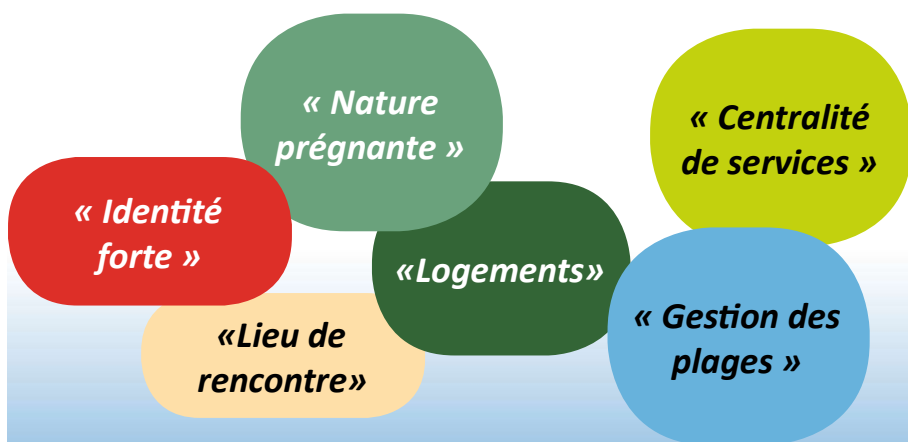 « Nature
prégnante »
« Centralité
de services »
« Identité
forte »
«Logements»
« Gestion des
plages »
«Lieu de
rencontre»